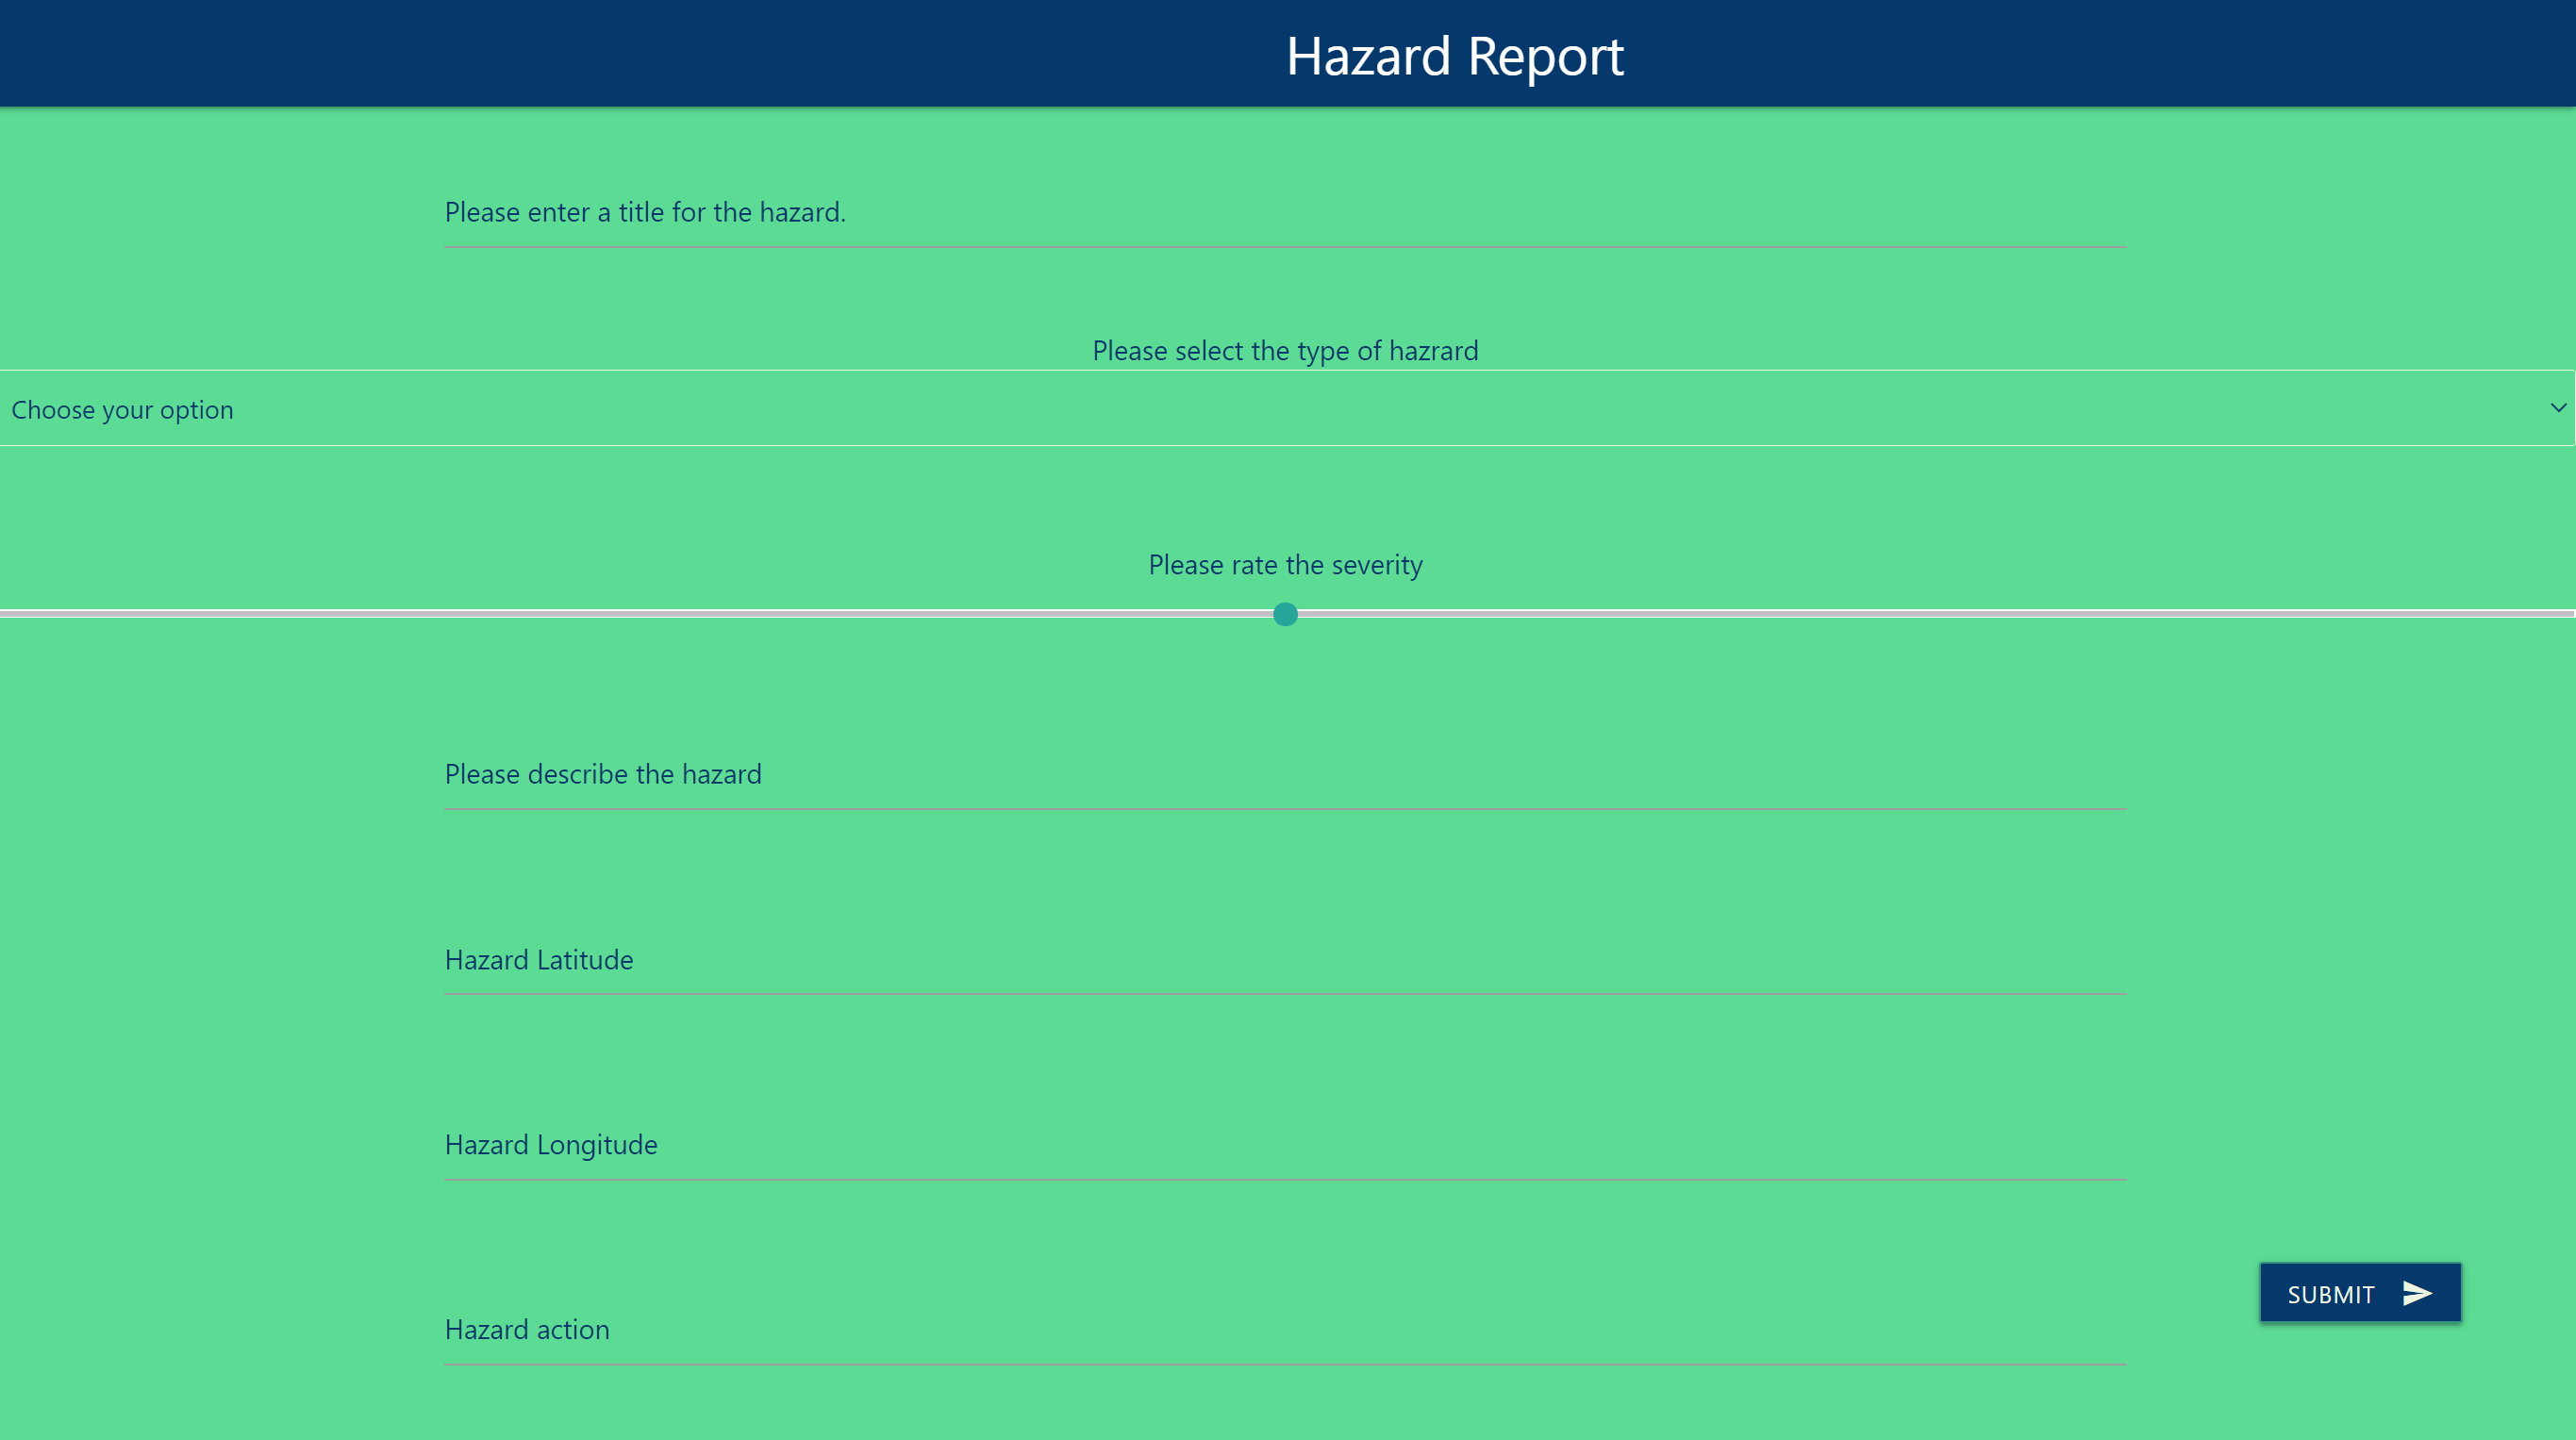 Hazard Report
Please enter a title for the hazard.
Please select the type of hazrard
Choose your option
Please rate the severity
Please describe the hazard
Hazard Latitude
Hazard Longitude
SUBMIT
Hazard action